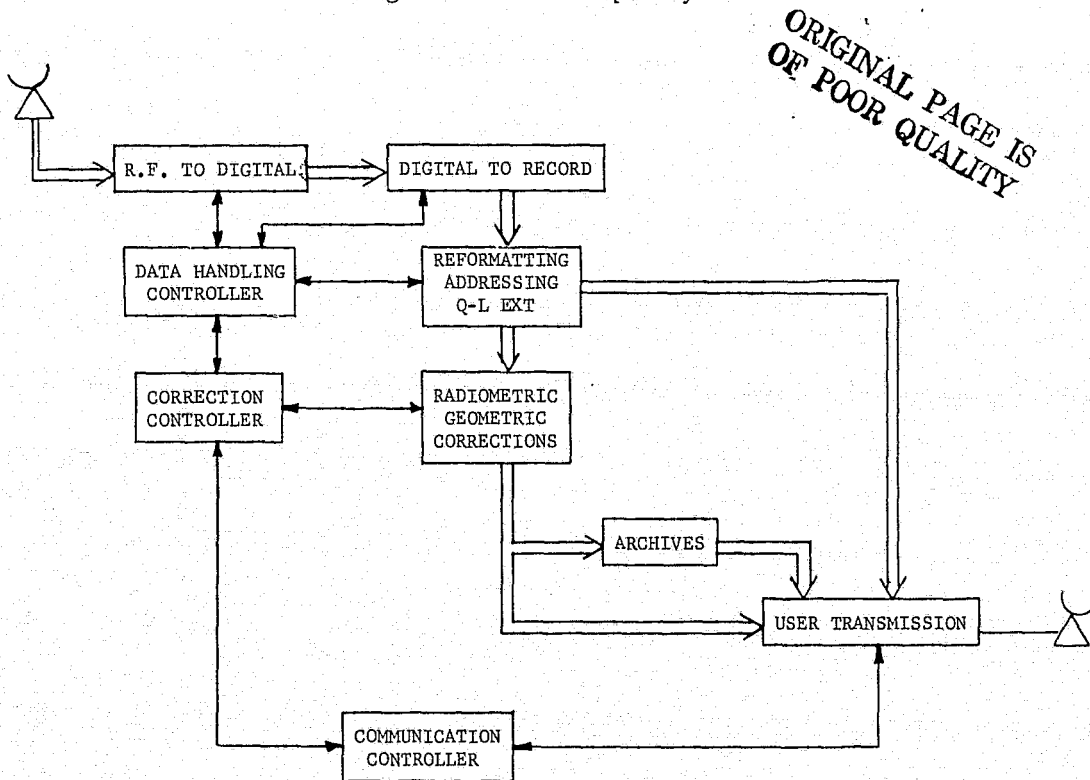 ORIGINAL PAGE IS
OF POOR QUALITY
R.F. TO DIGITAL
DIGITAL TO RECORD
DATA HANDLING
CONTROLLER
REFORMATTING
ADDRESSING
Q-L EXT
CORRECTION
CONTROLLER
RADIOMETRIC
GEOMETRIC
CORRECTIONS
ARCHIVES
USER TRANSMISSION
COMMUNICATION
CONTROLLER